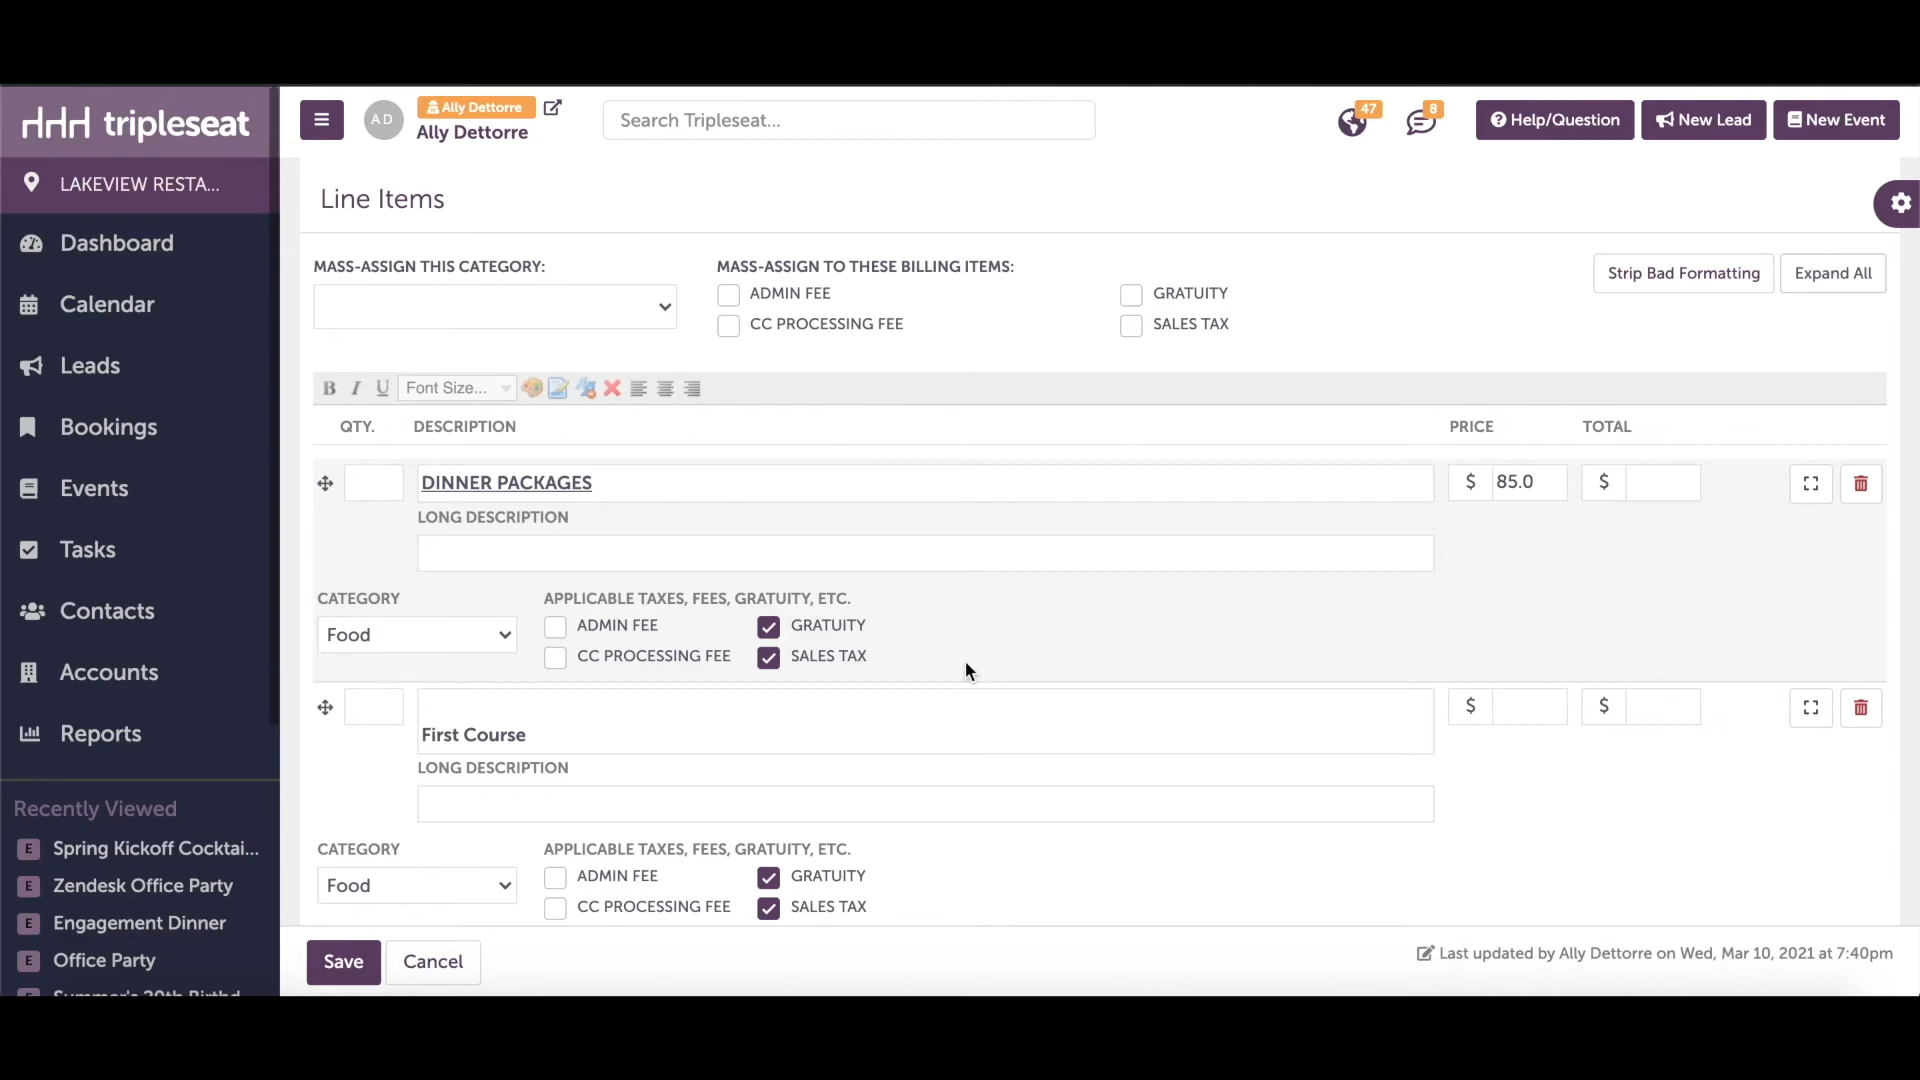 tripleseat
LAKEVIEW RESTA...
Dashboard
Calendar
Leads
Bookings
Events
Tasks
Contacts
Accounts
Reports
Recently Viewed
E Spring Kickoff Cocktai...
E Zendesk Office Party
E Engagement Dinner
E Office Party
AD
Ally Dettorre
Ally Dettorre
Search Tripleseat...
47
8
Help/Question
New Lead
New Event
Line Items
MASS-ASSIGN THIS CATEGORY:
MASS-ASSIGN TO THESE BILLING ITEMS:
ADMIN FEE
GRATUITY
CC PROCESSING FEE
SALES TAX
Strip Bad Formatting
Expand All
B I U Font Size...
QTY. DESCRIPTION PRICE TOTAL
DINNER PACKAGES $ 85.0 $
LONG DESCRIPTION
CATEGORY APPLICABLE TAXES, FEES, GRATUITY, ETC.
Food
ADMIN FEE GRATUITY
CC PROCESSING FEE SALES TAX
First Course $ $
LONG DESCRIPTION
CATEGORY APPLICABLE TAXES, FEES, GRATUITY, ETC.
Food
ADMIN FEE GRATUITY
CC PROCESSING FEE SALES TAX
Save Cancel
Last updated by Ally Dettorre on Wed, Mar 10, 2021 at 7:40pm